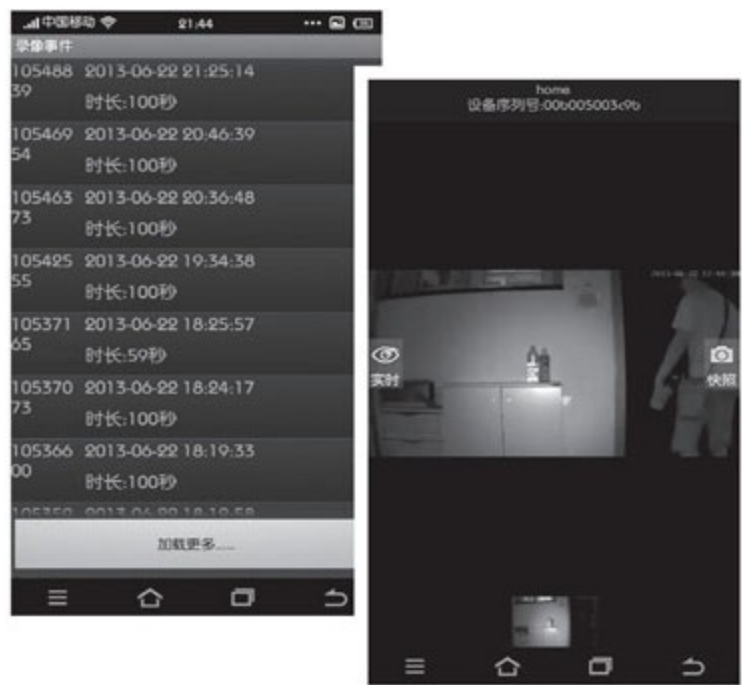 中国移动
21:44
录像事件
105488 2013-06-22 21:25:14
39
时长:100秒
105469 2013-06-22 20:46:39
54
时长:100秒
105463 2013-06-22 20:36:48
73
时长:100秒
105425 2013-06-22 19:34:38
55
时长:100秒
105371 2013-06-22 18:25:57
65
时长:59秒
105370 2013-06-22 18:24:17
73
时长:100秒
105366 2013-06-22 18:19:33
00
时长:100秒
加载更多.....
home
设备序列号:00b005003c9b
实时
快照